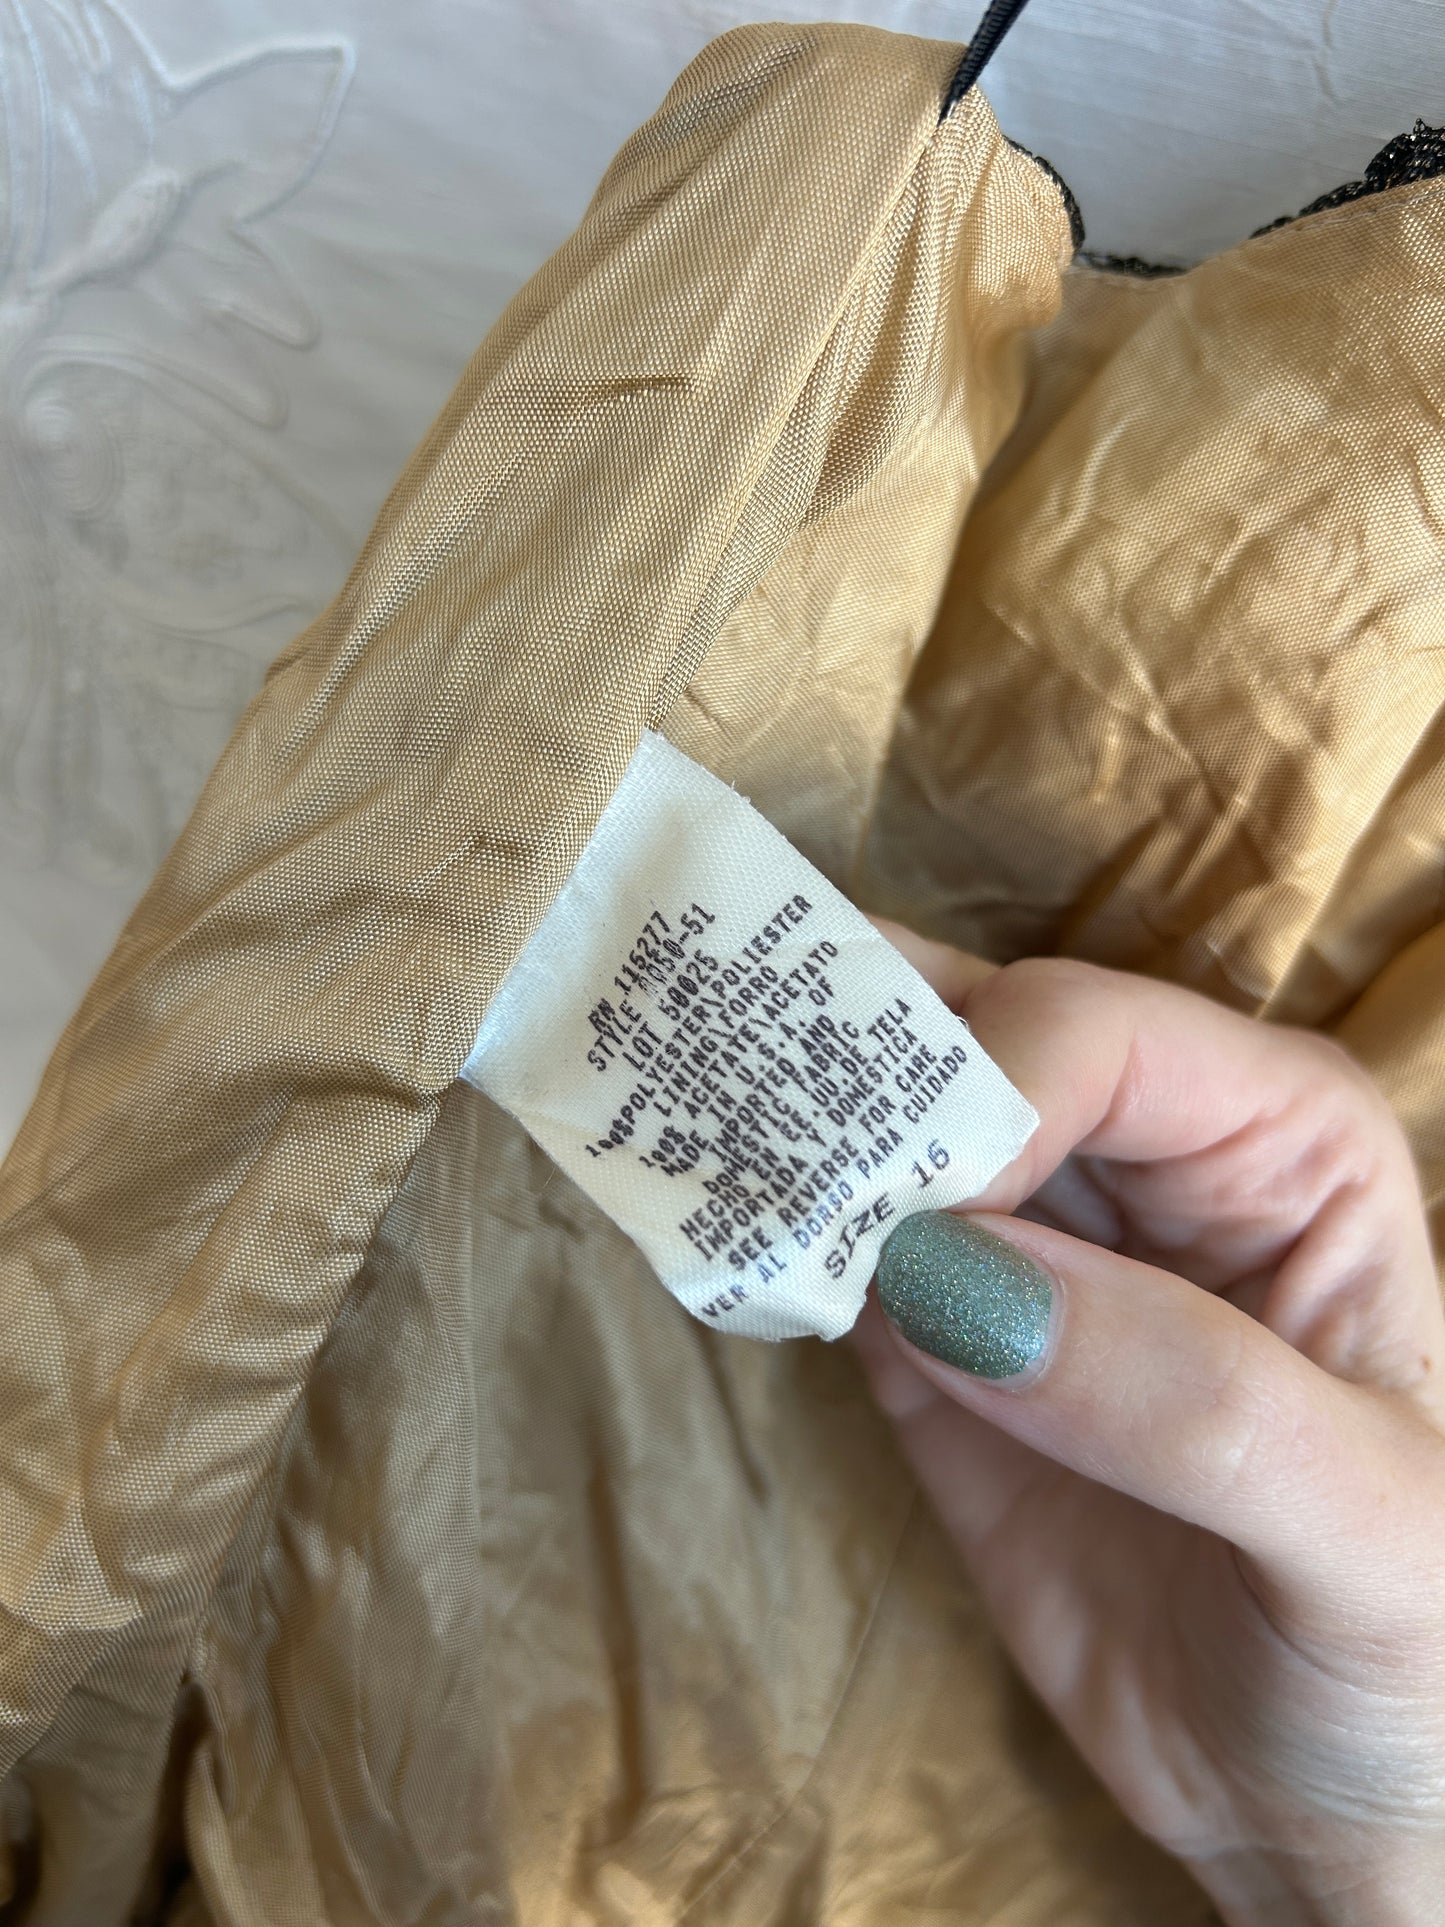 RN 115277
STYLE A050-51
LOT 50025
100%POLYESTER\POLIESTER
LINING\FORRO
100% ACETATE\ACETATO
MADE IN U.S.A. OF
IMPORTED AND
DOMESTIC FABRIC
HECHO EN EE.UU.DE TELA
IMPORTADA Y DOMESTICA
SEE REVERSE FOR CARE
VER AL DORSO PARA CUIDADO
SIZE 16